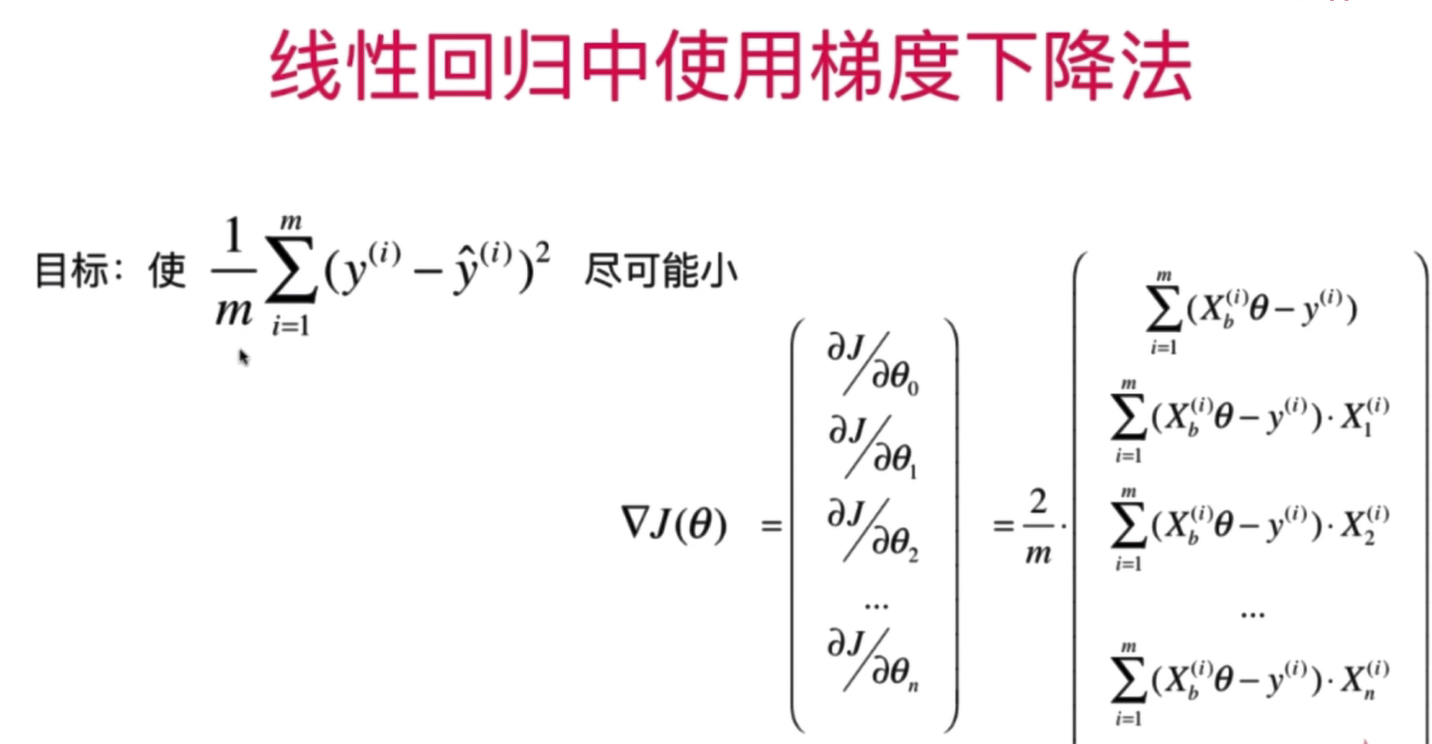 线性回归中使用梯度下降法
目标：使 \frac{1}{m}\sum_{i=1}^{m}(y^{(i)} - \hat{y}^{(i)})^2 尽可能小
\nabla J(\theta) = \begin{pmatrix} \partial J / \partial \theta_0 \\ \partial J / \partial \theta_1 \\ \partial J / \partial \theta_2 \\ ... \\ \partial J / \partial \theta_n \end{pmatrix} = \frac{2}{m} \cdot \begin{pmatrix} \sum_{i=1}^{m}(X_b^{(i)}\theta - y^{(i)}) \\ \sum_{i=1}^{m}(X_b^{(i)}\theta - y^{(i)}) \cdot X_1^{(i)} \\ \sum_{i=1}^{m}(X_b^{(i)}\theta - y^{(i)}) \cdot X_2^{(i)} \\ ... \\ \sum_{i=1}^{m}(X_b^{(i)}\theta - y^{(i)}) \cdot X_n^{(i)} \end{pmatrix}